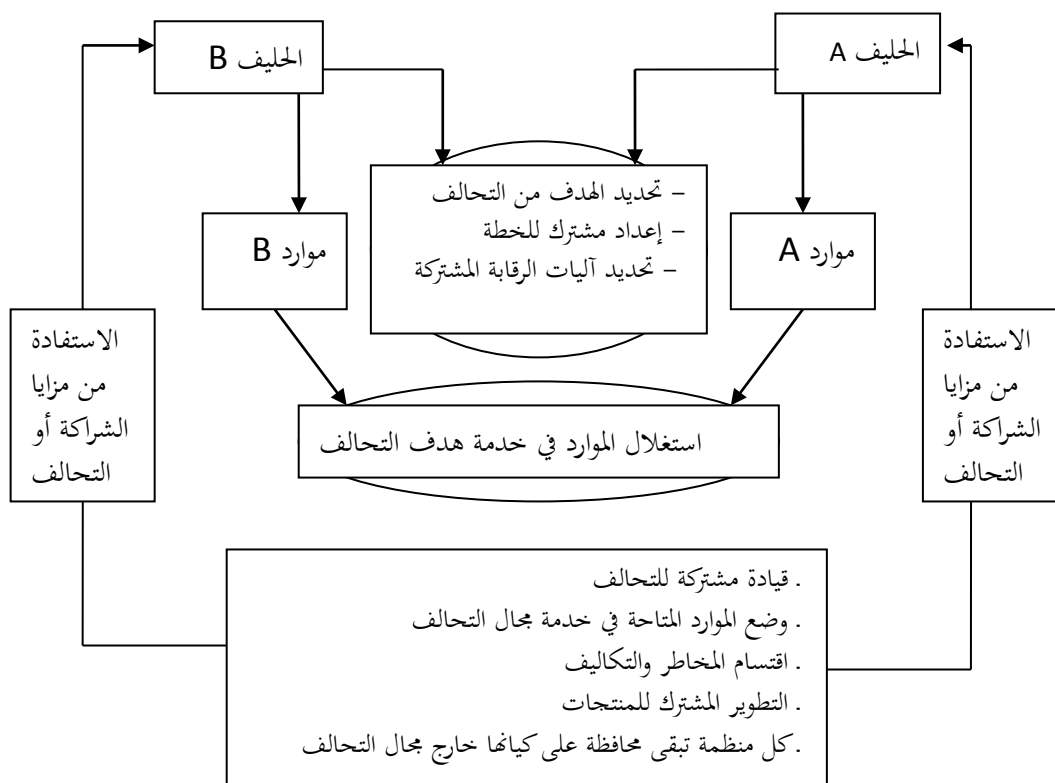 الحليف A
الحليف B
- تحديد الهدف من التحالف
- إعداد مشترك للخطة
- تحديد آليات الرقابة المشتركة
موارد A
موارد B
الاستفادة
من مزايا
الشراكة أو
التحالف
استغلال الموارد في خدمة هدف التحالف
الاستفادة
من مزايا
الشراكة أو
التحالف
. قيادة مشتركة للتحالف
. وضع الموارد المتاحة في خدمة مجال التحالف
. اقتسام المخاطر والتكاليف
. التطوير المشترك للمنتجات
. كل منظمة تبقى محافظة على كيانها خارج مجال التحالف